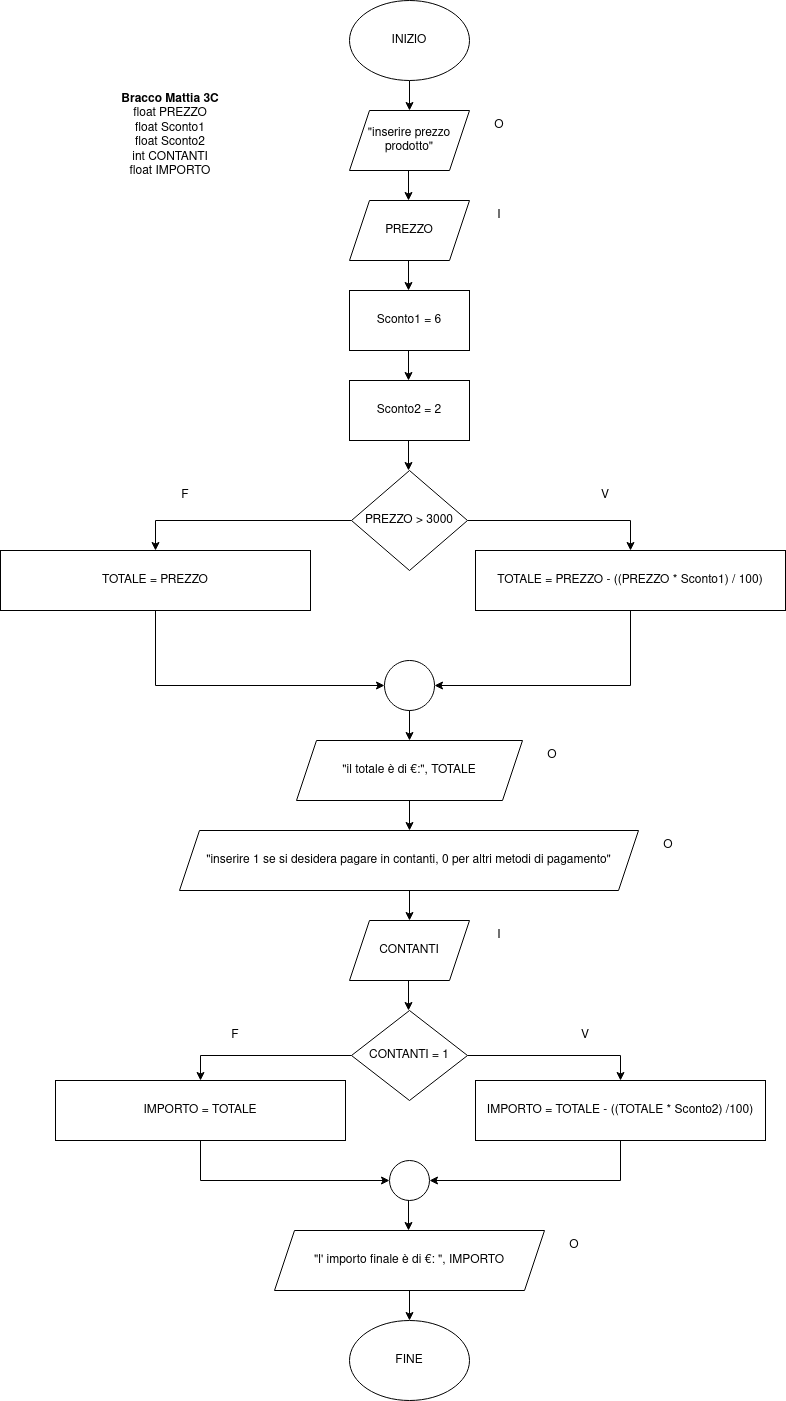 INIZIO
Bracco Mattia 3C
float PREZZO
float Sconto1
float Sconto2
int CONTANTI
float IMPORTO
"inserire prezzo
prodotto"
O
PREZZO
I
Sconto1 = 6
Sconto2 = 2
F
PREZZO > 3000
V
TOTALE = PREZZO
TOTALE = PREZZO - ((PREZZO * Sconto1) / 100)
"il totale è di €:", TOTALE
O
"inserire 1 se si desidera pagare in contanti, 0 per altri metodi di pagamento"
O
CONTANTI
I
F
CONTANTI = 1
V
IMPORTO = TOTALE
IMPORTO = TOTALE - ((TOTALE * Sconto2) /100)
"l' importo finale è di €: ", IMPORTO
O
FINE